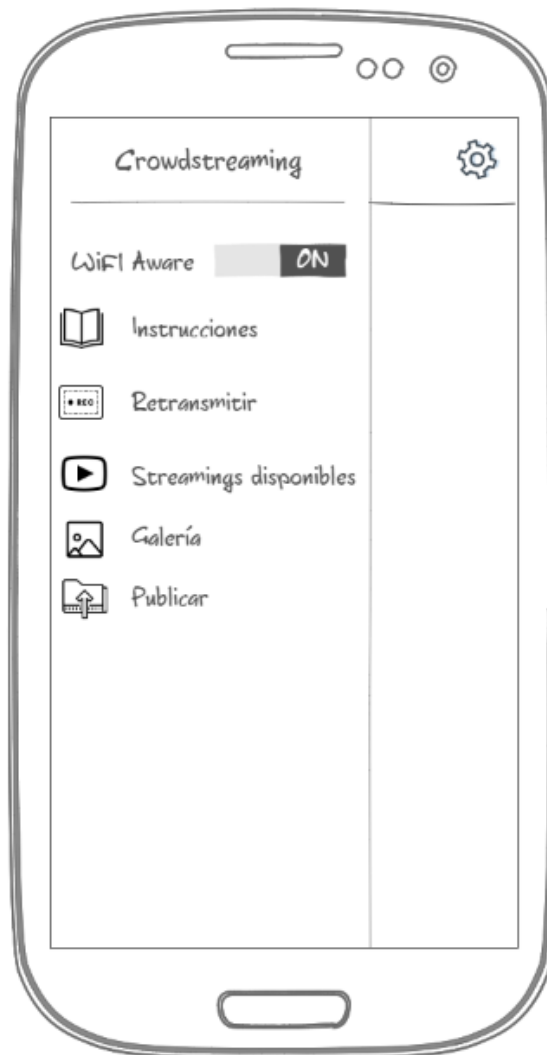 Crowdstreaming
WiFI Aware ON
Instrucciones
REC
Retransmitir
Streamings disponibles
Galería
Publicar